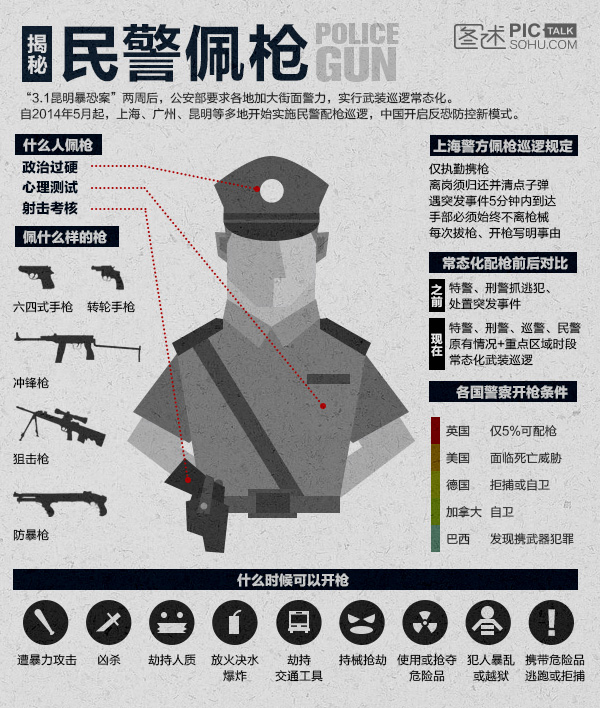 揭秘
民警佩枪
POLICE
GUN
图述 PIC TALK
SOHU.COM
“3.1昆明暴恐案”两周后，公安部要求各地加大街面警力，实行武装巡逻常态化。
自2014年5月起，上海、广州、昆明等多地开始实施民警配枪巡逻，中国开启反恐防控新模式。
什么人佩枪
政治过硬
心理测试
射击考核
佩什么样的枪
六四式手枪 转轮手枪
冲锋枪
狙击枪
防暴枪
上海警方佩枪巡逻规定
仅执勤携枪
离岗须归还并清点子弹
遇突发事件5分钟内到达
手部必须始终不离枪械
每次拔枪、开枪写明事由
常态化配枪前后对比
之前
特警、刑警抓逃犯、
处置突发事件
现在
特警、刑警、巡警、民警
原有情况+重点区域时段
常态化武装巡逻
各国警察开枪条件
英国 仅5%可配枪
美国 面临死亡威胁
德国 拒捕或自卫
加拿大 自卫
巴西 发现携武器犯罪
什么时候可以开枪
遭暴力攻击
凶杀
劫持人质
放火决水
爆炸
劫持
交通工具
持械抢劫
使用或抢夺
危险品
犯人暴乱
或越狱
携带危险品
逃跑或拒捕